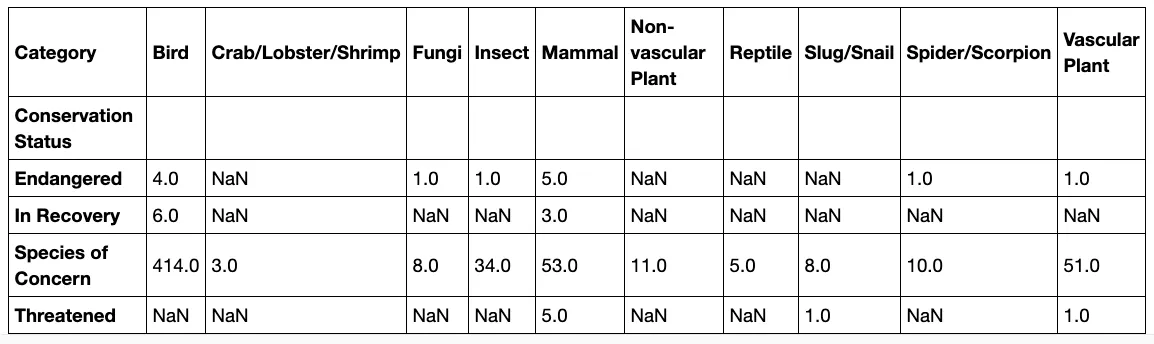 Category Bird Crab/Lobster/Shrimp Fungi Insect Mammal Non-vascular Plant Reptile Slug/Snail Spider/Scorpion Vascular Plant
Conservation Status
Endangered 4.0 NaN 1.0 1.0 5.0 NaN NaN NaN 1.0 1.0
In Recovery 6.0 NaN NaN NaN 3.0 NaN NaN NaN NaN NaN
Species of Concern 414.0 3.0 8.0 34.0 53.0 11.0 5.0 8.0 10.0 51.0
Threatened NaN NaN NaN NaN 5.0 NaN NaN 1.0 NaN 1.0